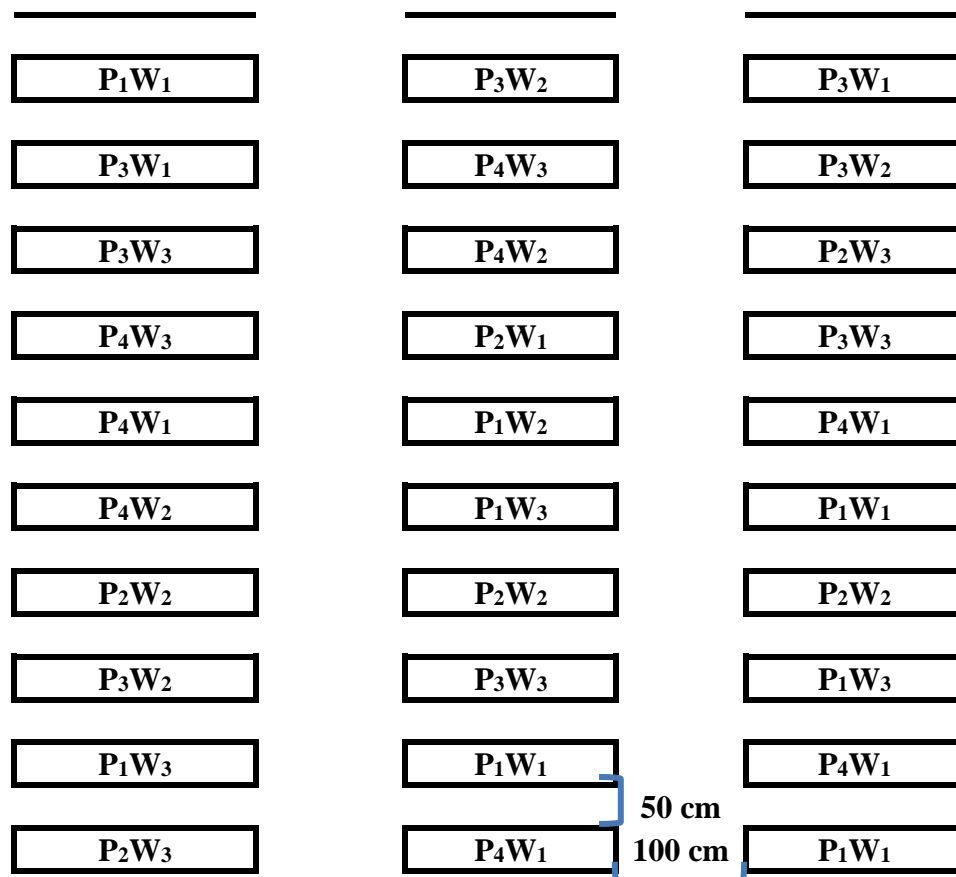 P₁W₁ P₃W₂ P₃W₁
P₃W₁ P₄W₃ P₃W₂
P₃W₃ P₄W₂ P₂W₃
P₄W₃ P₂W₁ P₃W₃
P₄W₁ P₁W₂ P₄W₁
P₄W₂ P₁W₃ P₁W₁
P₂W₂ P₂W₂ P₂W₂
P₃W₂ P₃W₃ P₁W₃
P₁W₃ P₁W₁ P₄W₁
50 cm
P₂W₃ P₄W₁ 100 cm P₁W₁